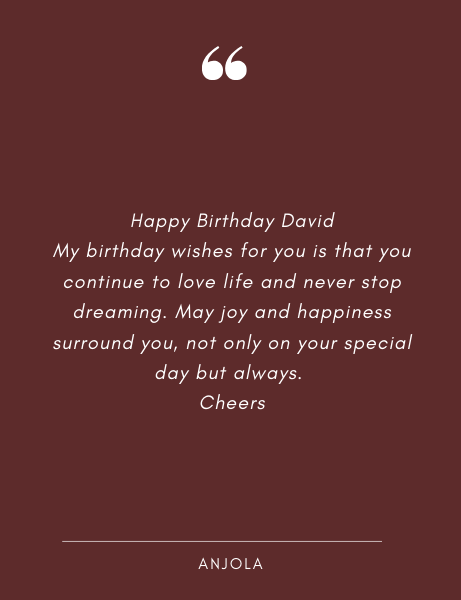 ❝
Happy Birthday David
My birthday wishes for you is that you
continue to love life and never stop
dreaming. May joy and happiness
surround you, not only on your special
day but always.
Cheers
ANJOLA